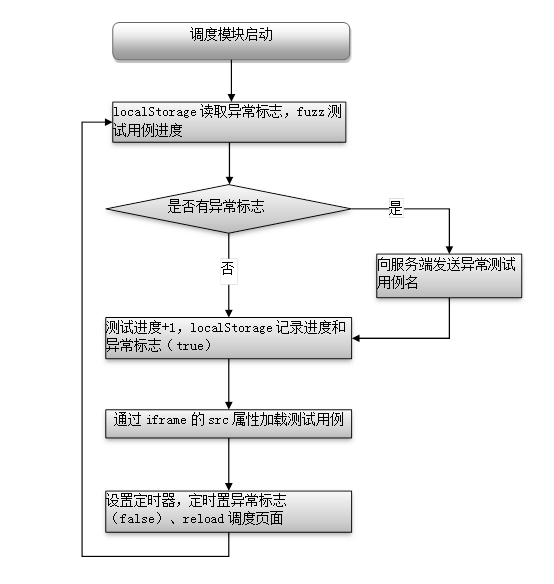 调度模块启动
localStorage 读取异常标志，fuzz 测
试用例进度
是否有异常标志
是
否
向服务端发送异常测试
用例名
测试进度+1，localStorage 记录进度和
异常标志（true）
通过 iframe 的 src 属性加载测试用例
设置定时器，定时置异常标志
（false）、reload 调度页面